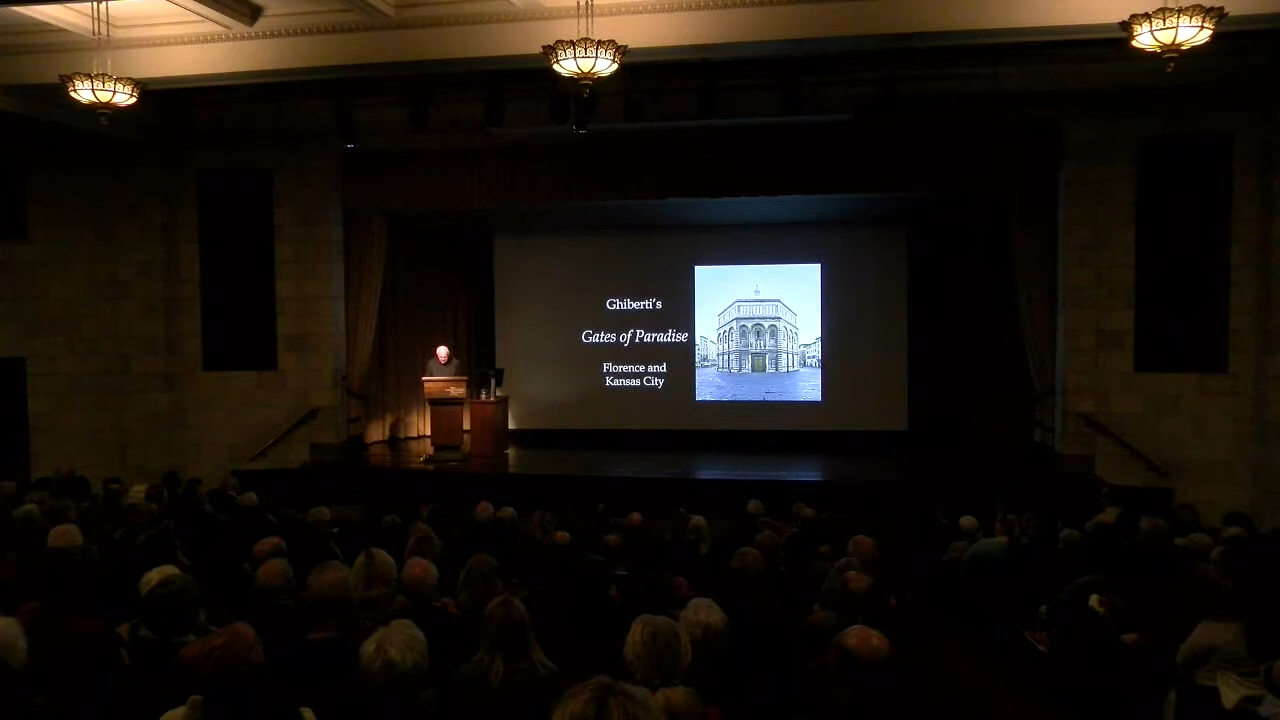 Ghiberti's
Gates of Paradise
Florence and
Kansas City